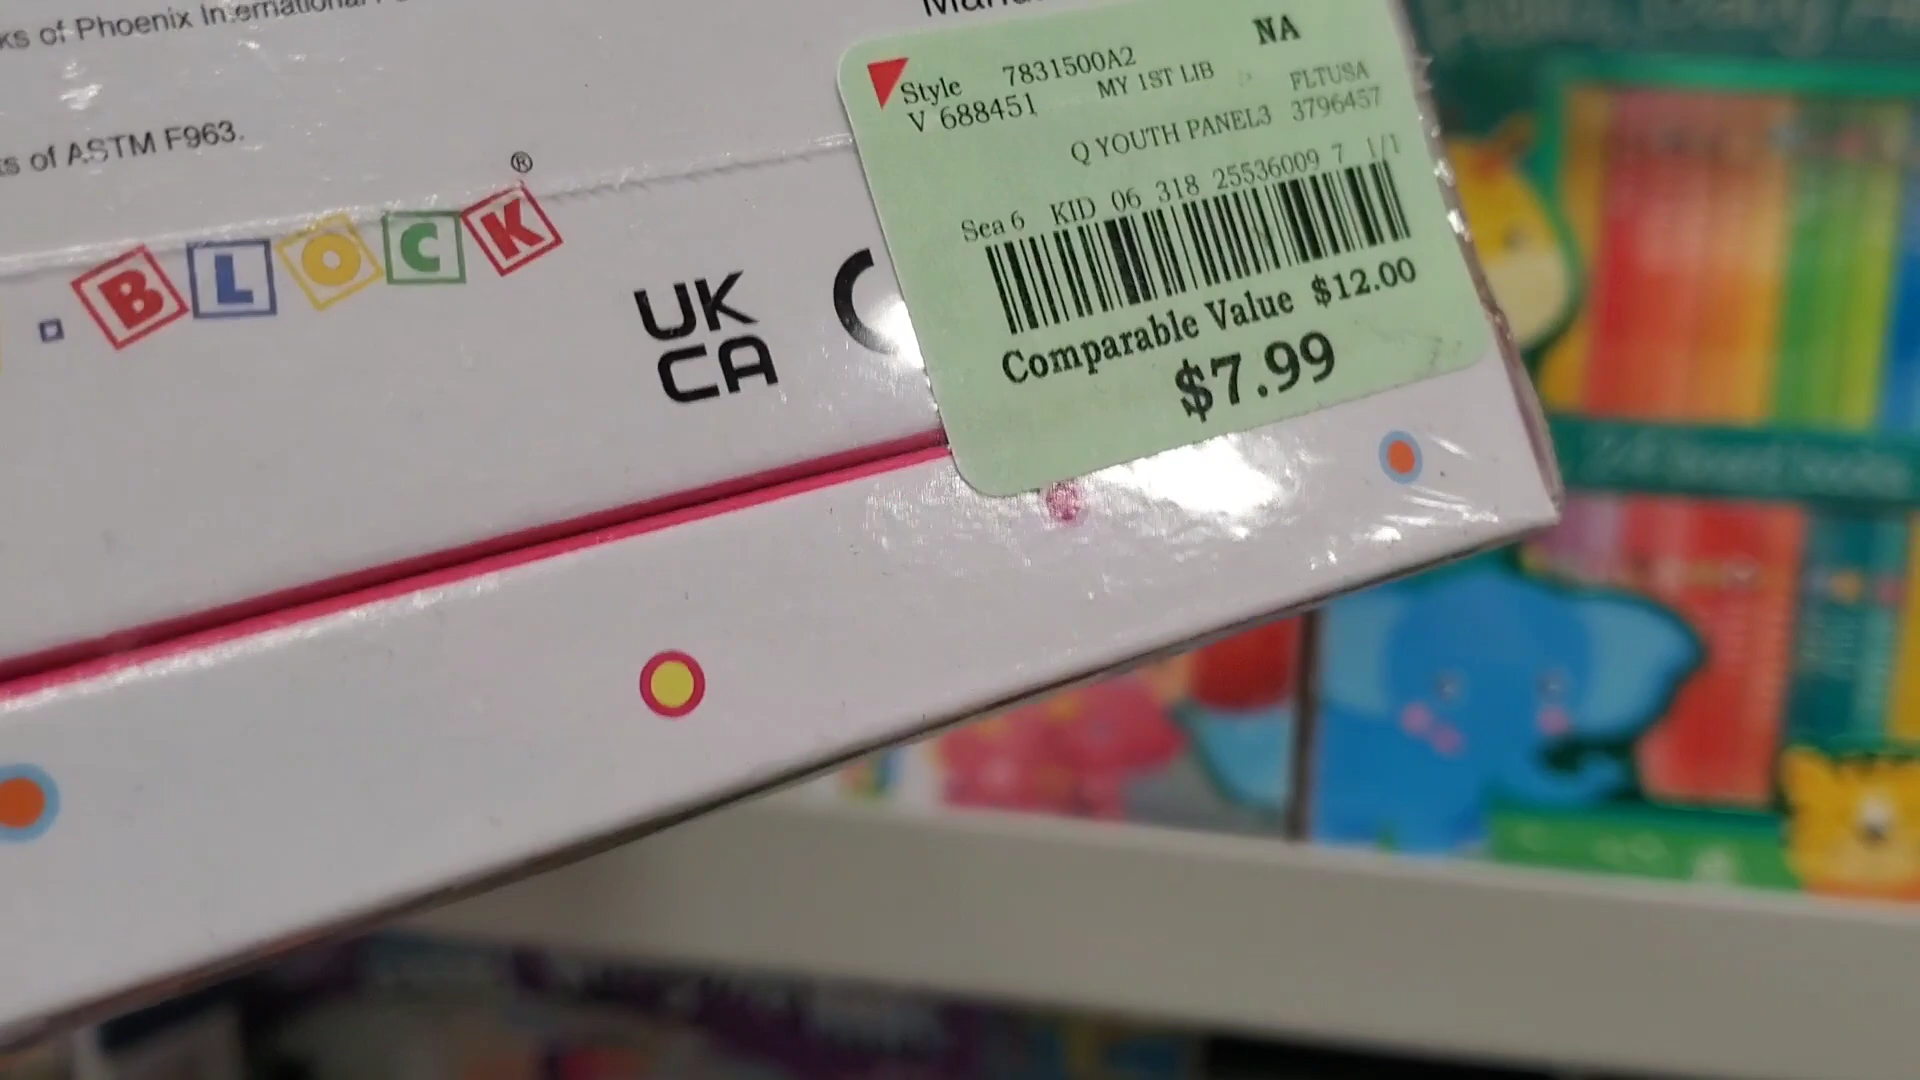 ks of Phoenix International
ks of ASTM F963.
BLOCK®
UK
CA
NA
Style 7831500A2
V 688451 MY 1ST LIB FLTUSA
Q YOUTH PANEL3 3796457
Sea 6 KID 06 318 25536009 7 1/1
Comparable Value $12.00
$7.99